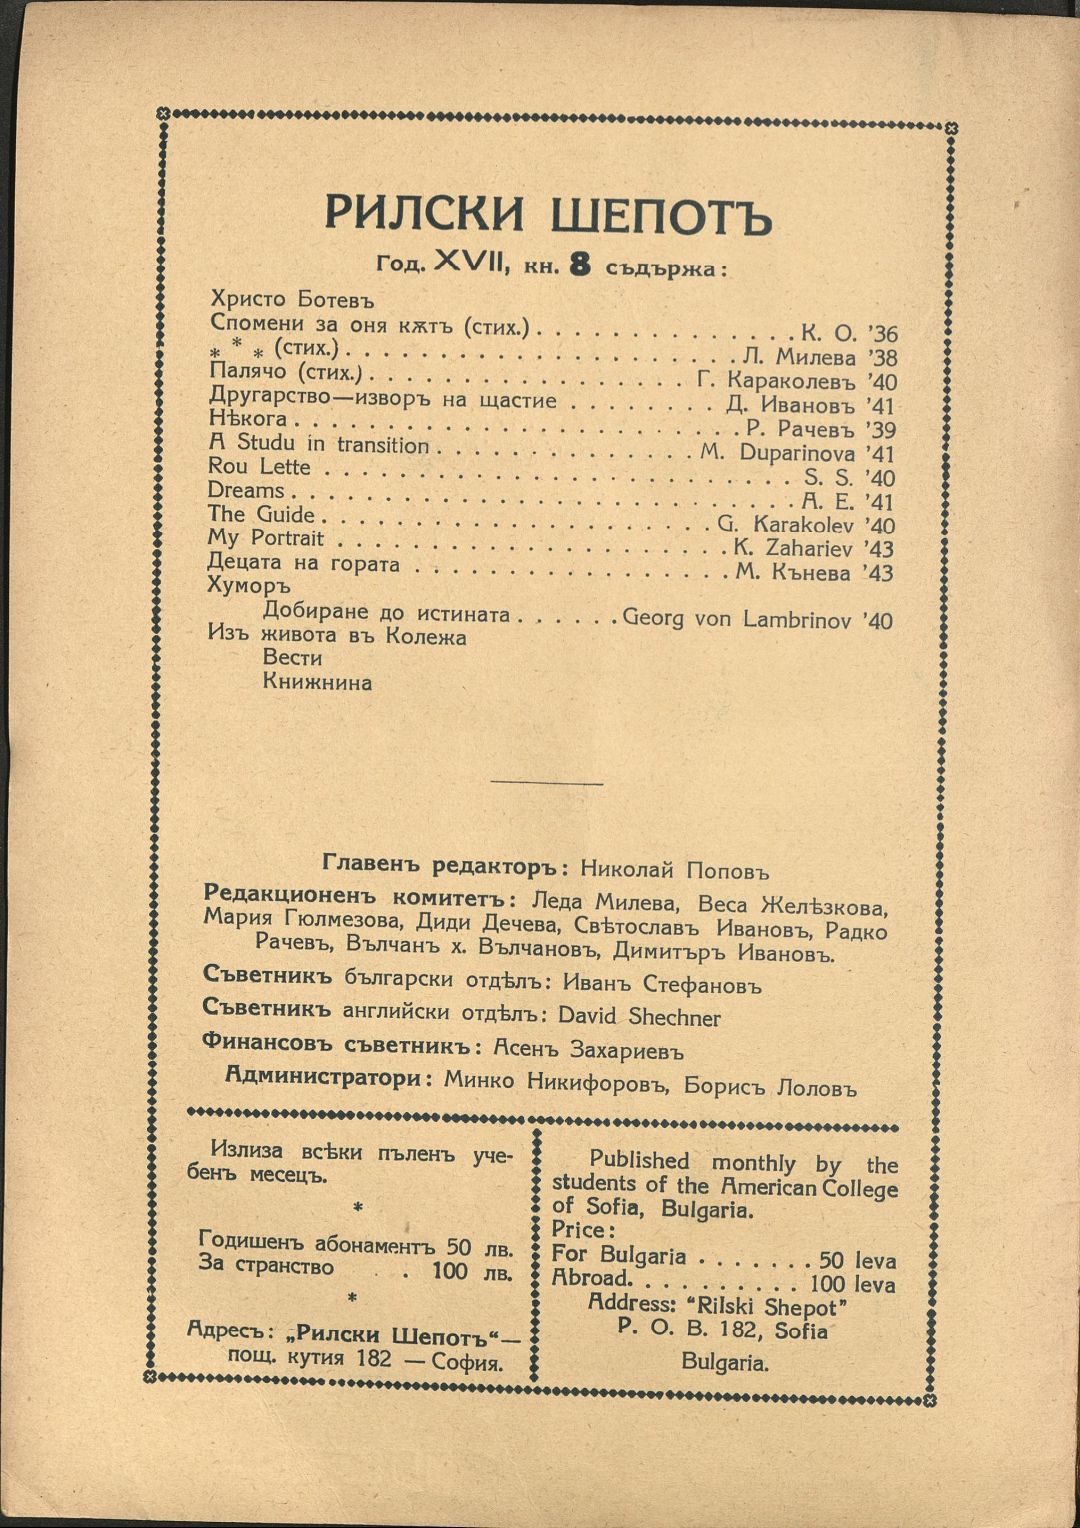 РИЛСКИ ШЕПОТЪ
Год. XVII, кн. 8 съдържа:
Христо Ботевъ
Спомени за оня кѫтъ (стих.) . . . . . . . . . . . . . . К. О. '36
* * * (стих.) . . . . . . . . . . . . . . . . . . . . . Л. Милева '38
Палячо (стих.) . . . . . . . . . . . . . . . . . Г. Караколевъ '40
Другарство—изворъ на щастие . . . . . . . . Д. Ивановъ '41
Нѣкога . . . . . . . . . . . . . . . . . . . . . . . . Р. Рачевъ '39
A Studu in transition . . . . . . . . . . . . . . M. Duparinova '41
Rou Lette . . . . . . . . . . . . . . . . . . . . . . . . . S. S. '40
Dreams . . . . . . . . . . . . . . . . . . . . . . . . . . . A. E. '41
The Guide . . . . . . . . . . . . . . . . . . . . . G. Karakolev '40
My Portrait . . . . . . . . . . . . . . . . . . . . . K. Zahariev '43
Децата на гората . . . . . . . . . . . . . . . . . М. Кънева '43
Хуморъ
Добиране до истината . . . . . . Georg von Lambrinov '40
Изъ живота въ Колежа
Вести
Книжнина
Главенъ редакторъ: Николай Поповъ
Редакционенъ комитетъ: Леда Милева, Веса Желѣзкова,
Мария Гюлмезова, Диди Дечева, Свѣтославъ Ивановъ, Радко
Рачевъ, Вълчанъ х. Вълчановъ, Димитъръ Ивановъ.
Съветникъ български отдѣлъ: Иванъ Стефановъ
Съветникъ английски отдѣлъ: David Shechner
Финансовъ съветникъ: Асенъ Захариевъ
Администратори: Минко Никифоровъ, Борисъ Лоловъ
Излиза всѣки пъленъ уче-
бенъ месецъ.
*
Годишенъ абонаментъ 50 лв.
За странство . . 100 лв.
*
Адресъ: „Рилски Шепотъ“—
пощ. кутия 182 — София.
Published monthly by the
students of the American College
of Sofia, Bulgaria.
Price:
For Bulgaria . . . . . . . 50 leva
Abroad. . . . . . . . . . . 100 leva
Address: "Rilski Shepot"
P. O. B. 182, Sofia
Bulgaria.